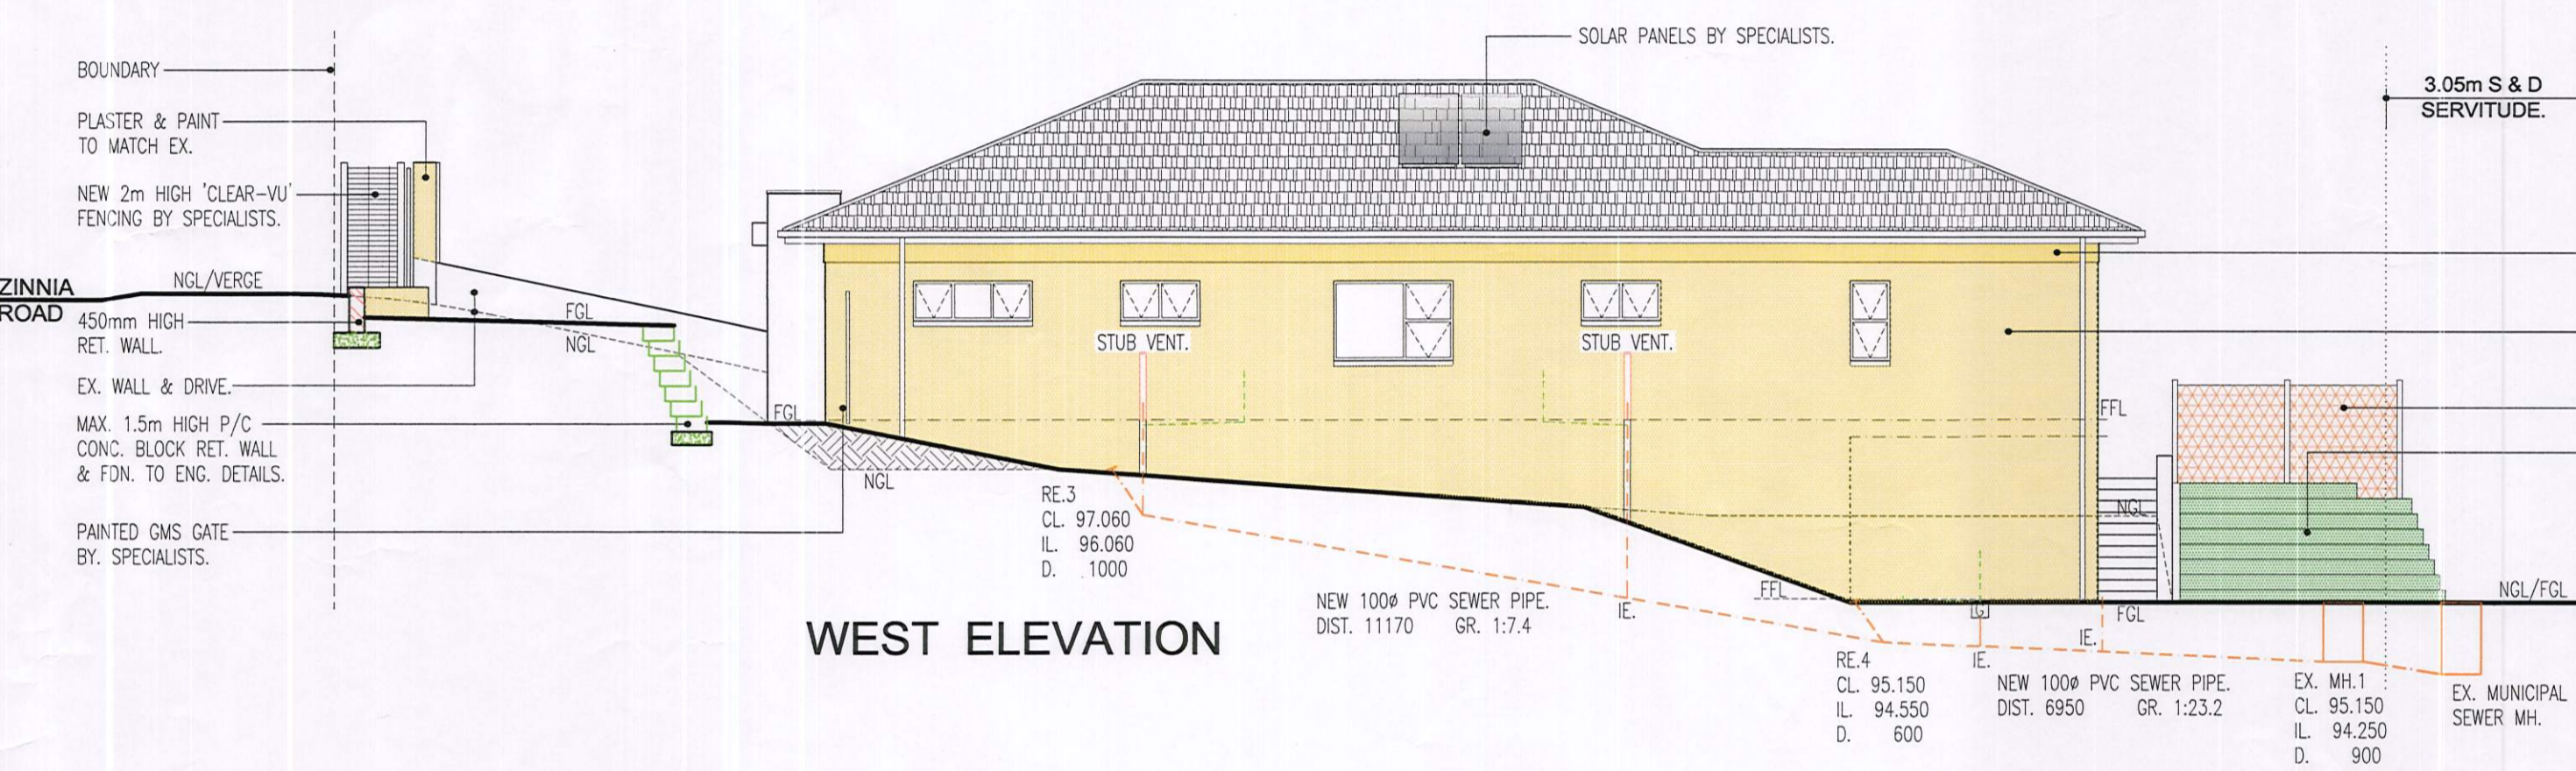 SOLAR PANELS BY SPECIALISTS.
BOUNDARY
3.05m S & D
SERVITUDE.
PLASTER & PAINT
TO MATCH EX.
NEW 2m HIGH 'CLEAR-VU'
FENCING BY SPECIALISTS.
NGL/VERGE
ZINNIA
ROAD
450mm HIGH
RET. WALL.
FGL
NGL
STUB VENT.
STUB VENT.
EX. WALL & DRIVE.
FGL
FFL
MAX. 1.5m HIGH P/C
CONC. BLOCK RET. WALL
& FDN. TO ENG. DETAILS.
NGL
NGL
PAINTED GMS GATE
BY. SPECIALISTS.
RE.3
CL. 97.060
IL. 96.060
D. 1000
FFL
NGL/FGL
NEW 100ø PVC SEWER PIPE.
DIST. 11170 GR. 1:7.4
IE.
G
FGL
WEST ELEVATION
IE.
RE.4
CL. 95.150
IL. 94.550
D. 600
IE.
NEW 100ø PVC SEWER PIPE.
DIST. 6950 GR. 1:23.2
EX. MH.1
CL. 95.150
IL. 94.250
D. 900
EX. MUNICIPAL
SEWER MH.